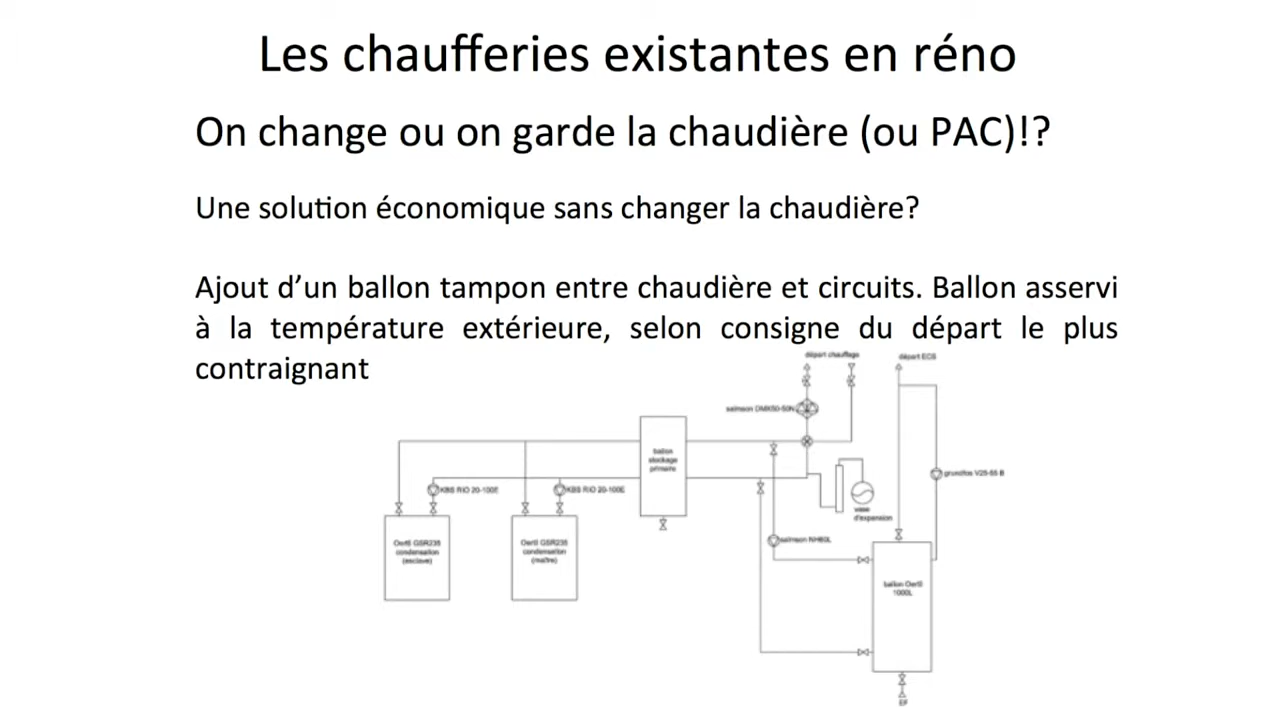 Les chaufferies existantes en réno
On change ou on garde la chaudière (ou PAC)!?
Une solution économique sans changer la chaudière?
Ajout d’un ballon tampon entre chaudière et circuits. Ballon asservi
à la température extérieure, selon consigne du départ le plus
contraignant
départ chauffage
départ ECS
salmson DMX50-50N
ballon
stockage
primaire
grundfos V25-55 B
KBS RIO 20-100E
KBS RIO 20-100E
vase
d'expansion
Oertli GSR235
condensation
(esclave)
Oertli GSR235
condensation
(maître)
salmson NH60L
ballon Oertli
1000L
EF